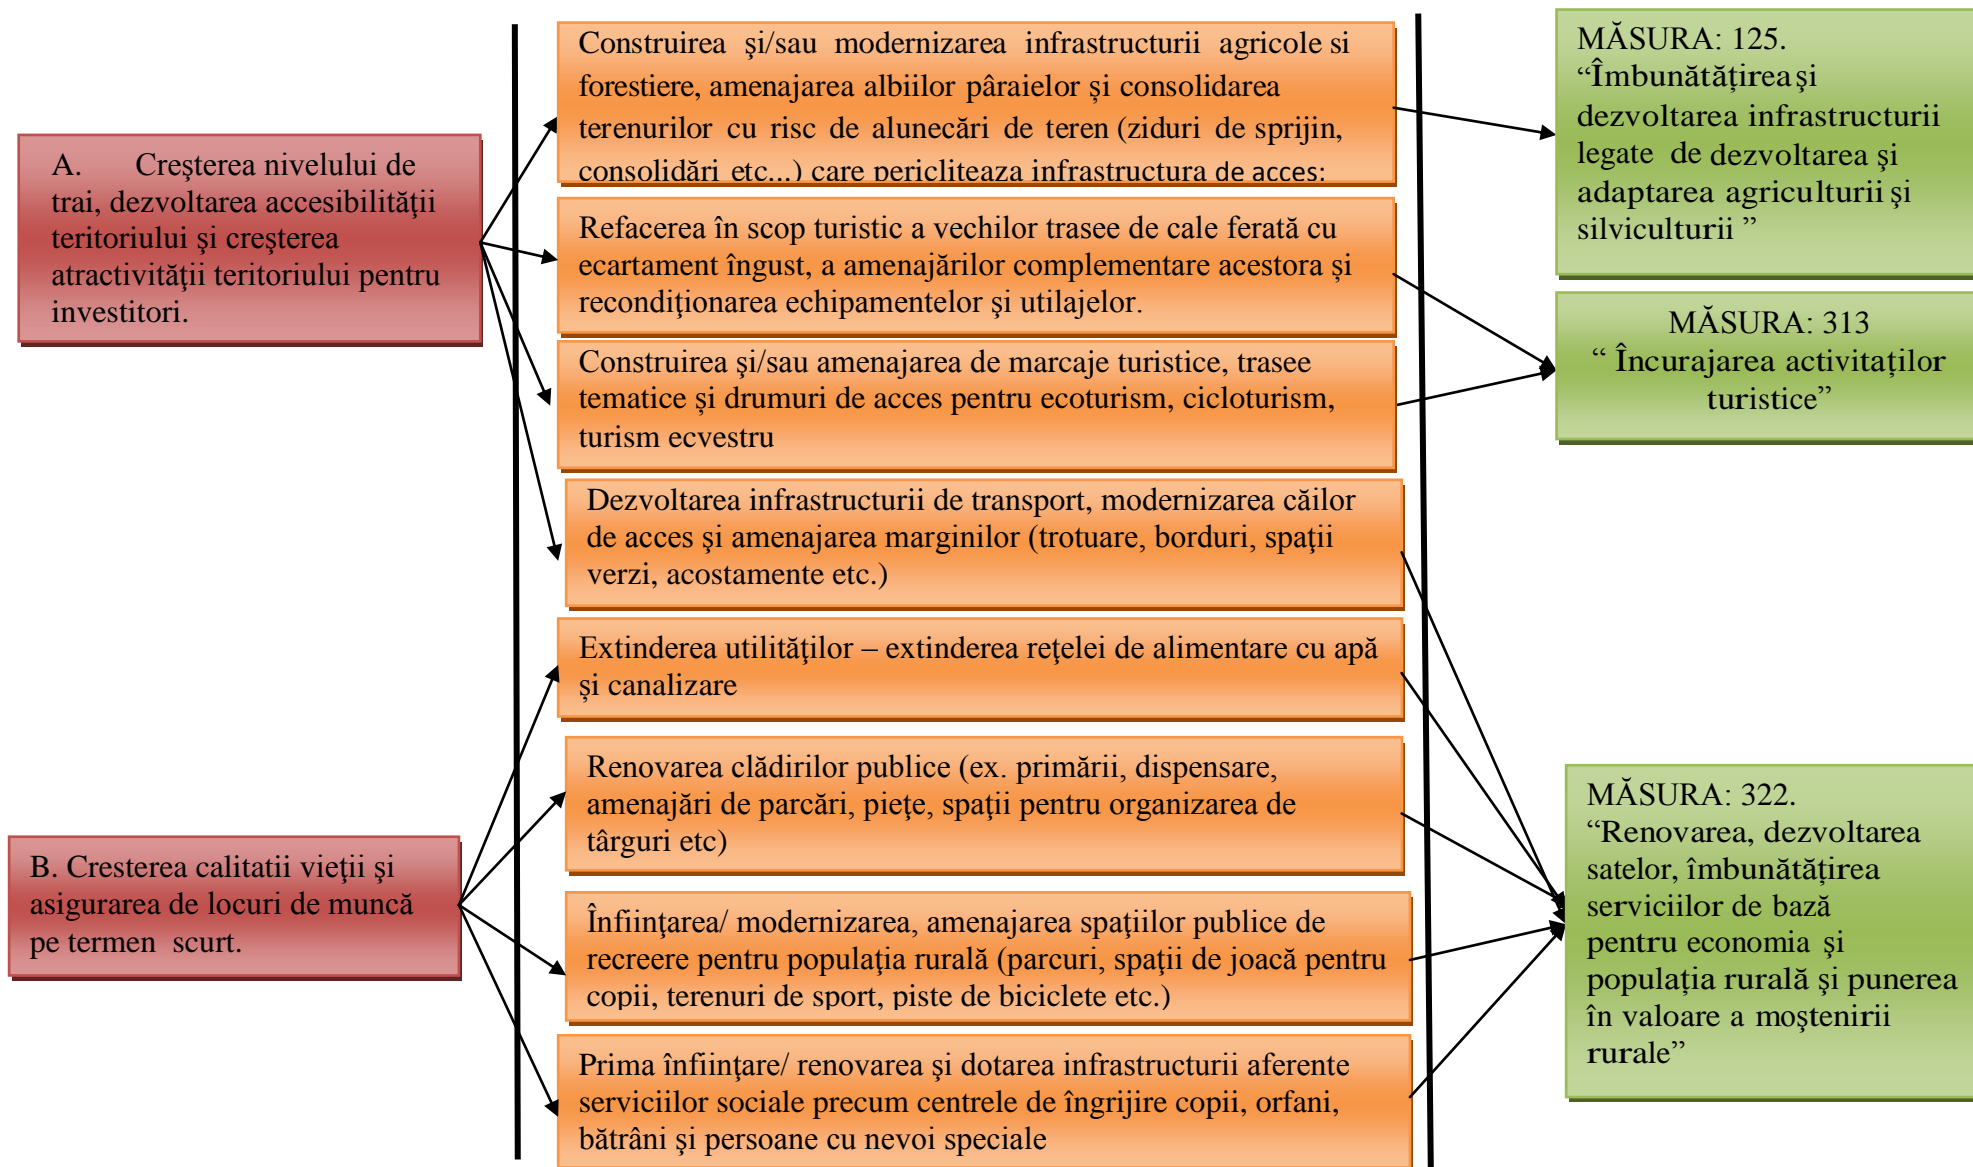 A. Creşterea nivelului de
trai, dezvoltarea accesibilităţii
teritoriului şi creşterea
atractivităţii teritoriului pentru
investitori.
B. Cresterea calitatii vieţii şi
asigurarea de locuri de muncă
pe termen scurt.
Construirea şi/sau modernizarea infrastructurii agricole si
forestiere, amenajarea albiilor pâraielor și consolidarea
terenurilor cu risc de alunecări de teren (ziduri de sprijin,
consolidări etc...) care pericliteaza infrastructura de acces:
Refacerea în scop turistic a vechilor trasee de cale ferată cu
ecartament îngust, a amenajărilor complementare acestora și
recondiţionarea echipamentelor şi utilajelor.
Construirea şi/sau amenajarea de marcaje turistice, trasee
tematice și drumuri de acces pentru ecoturism, cicloturism,
turism ecvestru
Dezvoltarea infrastructurii de transport, modernizarea căilor
de acces şi amenajarea marginilor (trotuare, borduri, spaţii
verzi, acostamente etc.)
Extinderea utilităţilor – extinderea reţelei de alimentare cu apă
și canalizare
Renovarea clădirilor publice (ex. primării, dispensare,
amenajări de parcări, pieţe, spaţii pentru organizarea de
târguri etc)
Înfiinţarea/ modernizarea, amenajarea spaţiilor publice de
recreere pentru populaţia rurală (parcuri, spaţii de joacă pentru
copii, terenuri de sport, piste de biciclete etc.)
Prima înfiinţare/ renovarea şi dotarea infrastructurii aferente
serviciilor sociale precum centrele de îngrijire copii, orfani,
bătrâni şi persoane cu nevoi speciale
MĂSURA: 125.
“Îmbunătățirea şi
dezvoltarea infrastructurii
legate de dezvoltarea şi
adaptarea agriculturii şi
silviculturii ”
MĂSURA: 313
“ Încurajarea activitaților
turistice”
MĂSURA: 322.
“Renovarea, dezvoltarea
satelor, îmbunătățirea
serviciilor de bază
pentru economia şi
populația rurală şi punerea
în valoare a moştenirii
rurale”